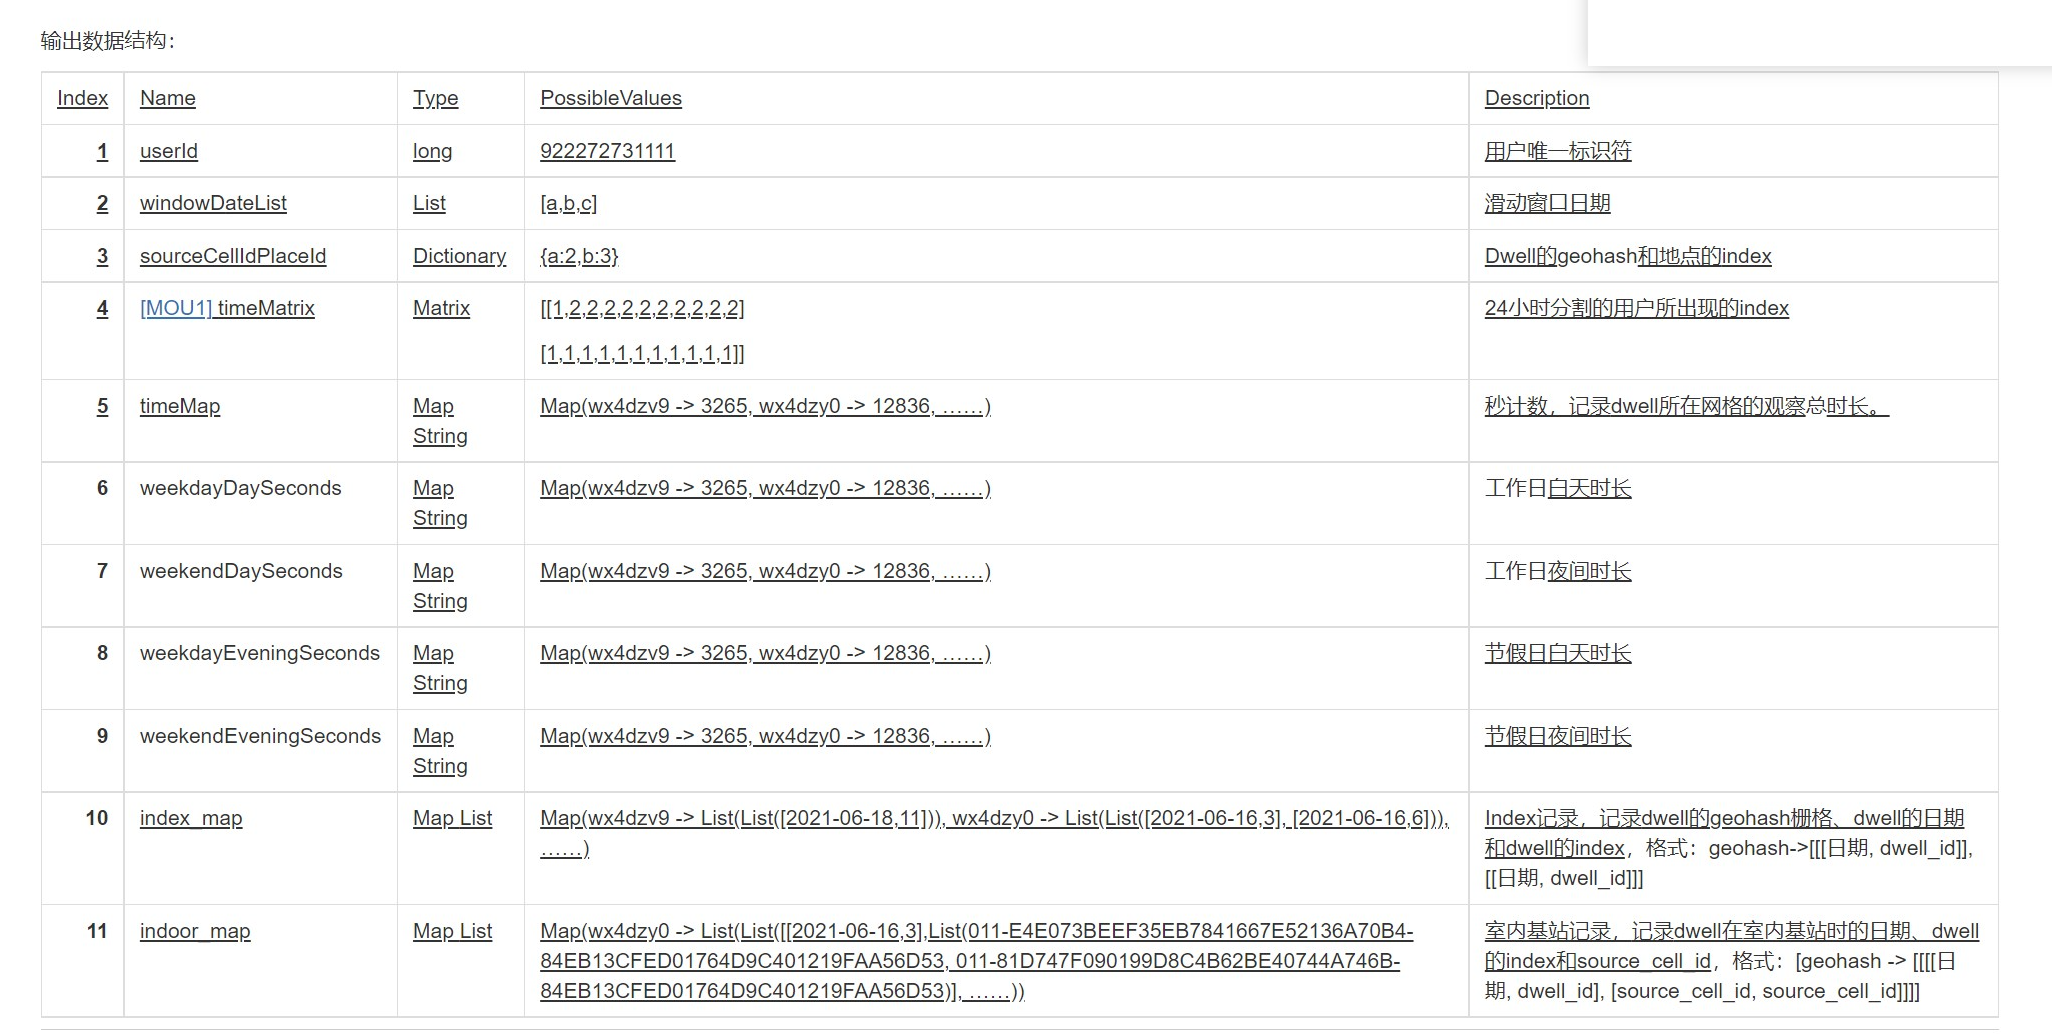 输出数据结构：
Index Name Type PossibleValues Description
1 userId long 922272731111 用户唯一标识符
2 windowDateList List [a,b,c] 滑动窗口日期
3 sourceCellIdPlaceId Dictionary {a:2,b:3} Dwell的geohash和地点的index
4 [MOU1] timeMatrix Matrix [[1,2,2,2,2,2,2,2,2,2,2] 24小时分割的用户所出现的index
[1,1,1,1,1,1,1,1,1,1,1]]
5 timeMap Map Map(wx4dzv9 -> 3265, wx4dzy0 -> 12836, ……) 秒计数，记录dwell所在网格的观察总时长。
String
6 weekdayDaySeconds Map Map(wx4dzv9 -> 3265, wx4dzy0 -> 12836, ……) 工作日白天时长
String
7 weekendDaySeconds Map Map(wx4dzv9 -> 3265, wx4dzy0 -> 12836, ……) 工作日夜间时长
String
8 weekdayEveningSeconds Map Map(wx4dzv9 -> 3265, wx4dzy0 -> 12836, ……) 节假日白天时长
String
9 weekendEveningSeconds Map Map(wx4dzv9 -> 3265, wx4dzy0 -> 12836, ……) 节假日夜间时长
String
10 index_map Map List Map(wx4dzv9 -> List(List([2021-06-18,11])), wx4dzy0 -> List(List([2021-06-16,3], [2021-06-16,6])), Index记录，记录dwell的geohash栅格、dwell的日期
……) 和dwell的index，格式：geohash->[[[日期, dwell_id]],
[[日期, dwell_id]]]
11 indoor_map Map List Map(wx4dzy0 -> List(List([[2021-06-16,3],List(011-E4E073BEEF35EB7841667E52136A70B4- 室内基站记录，记录dwell在室内基站时的日期、dwell
84EB13CFED01764D9C401219FAA56D53, 011-81D747F090199D8C4B62BE40744A746B- 的index和source_cell_id，格式：[geohash -> [[[[日
84EB13CFED01764D9C401219FAA56D53)], ……)) 期, dwell_id], [source_cell_id, source_cell_id]]]]